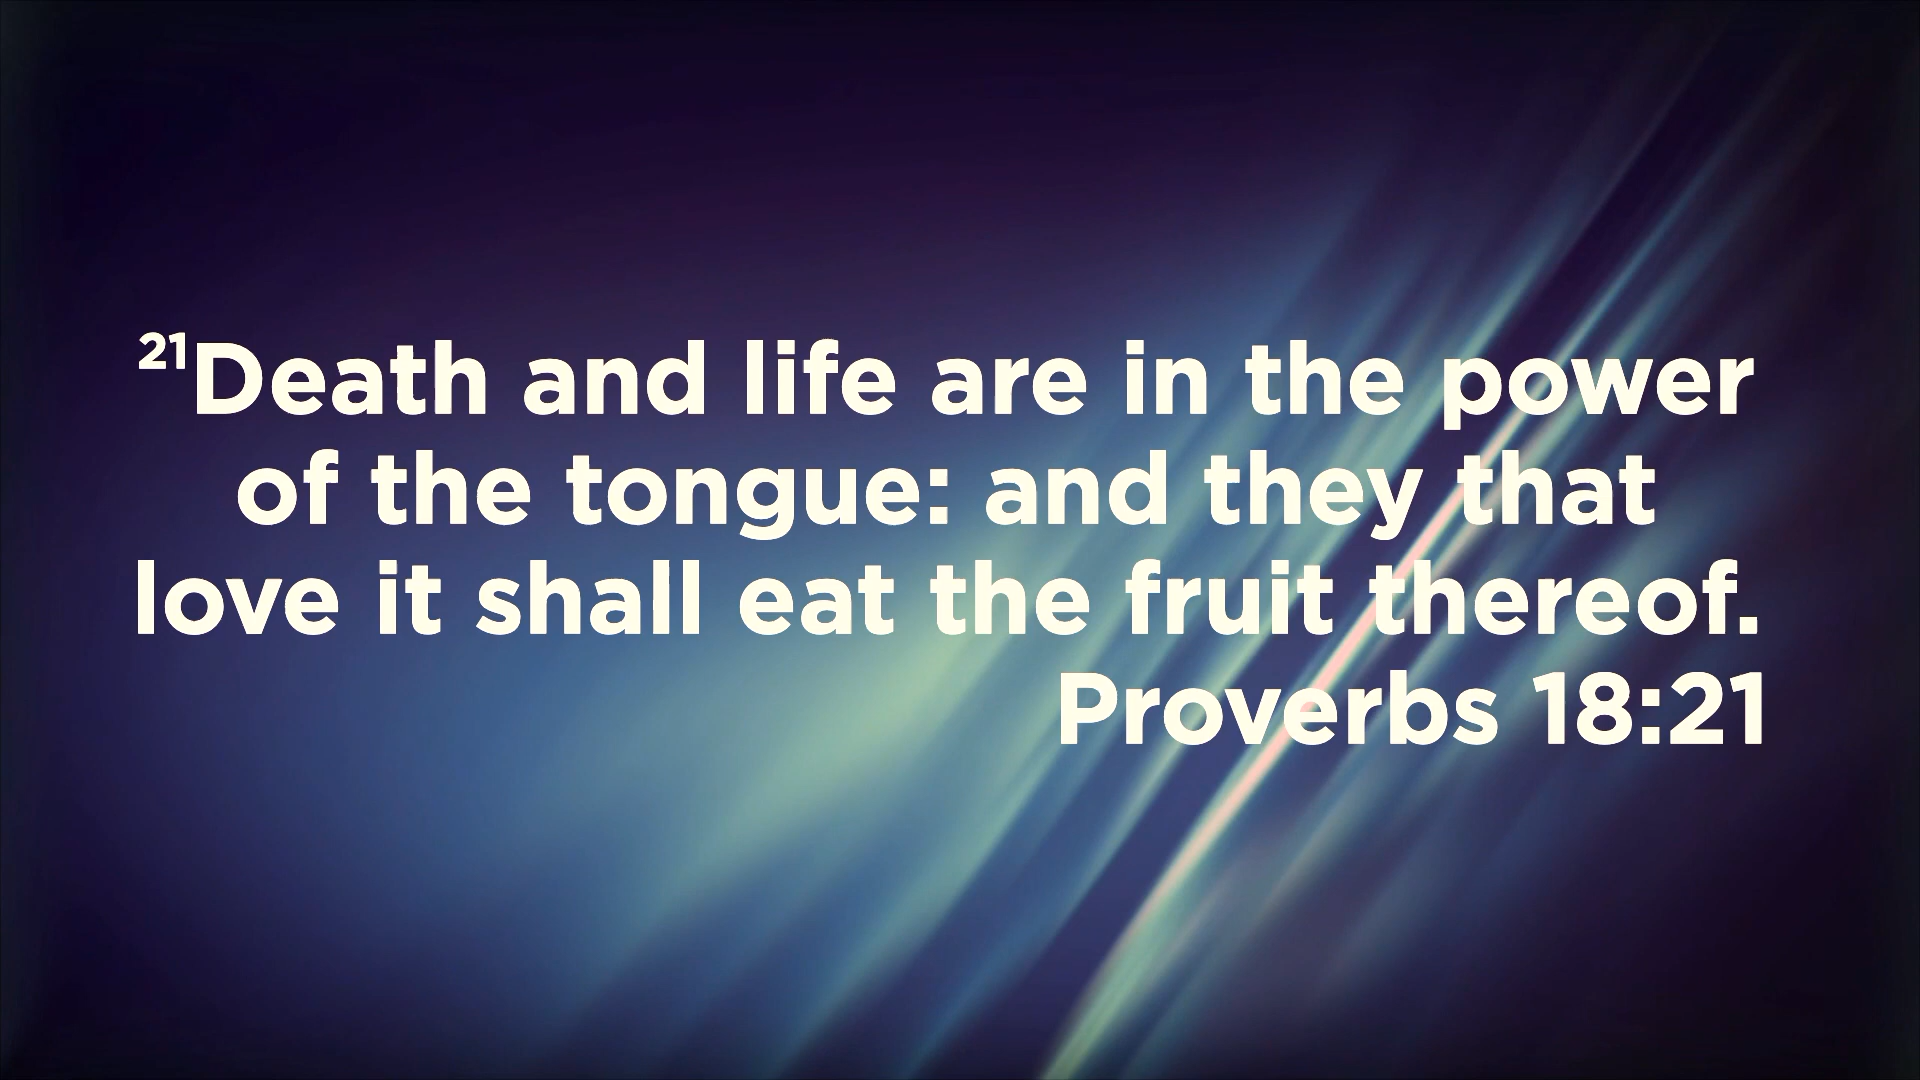 ²¹Death and life are in the power
of the tongue: and they that
love it shall eat the fruit thereof.
Proverbs 18:21